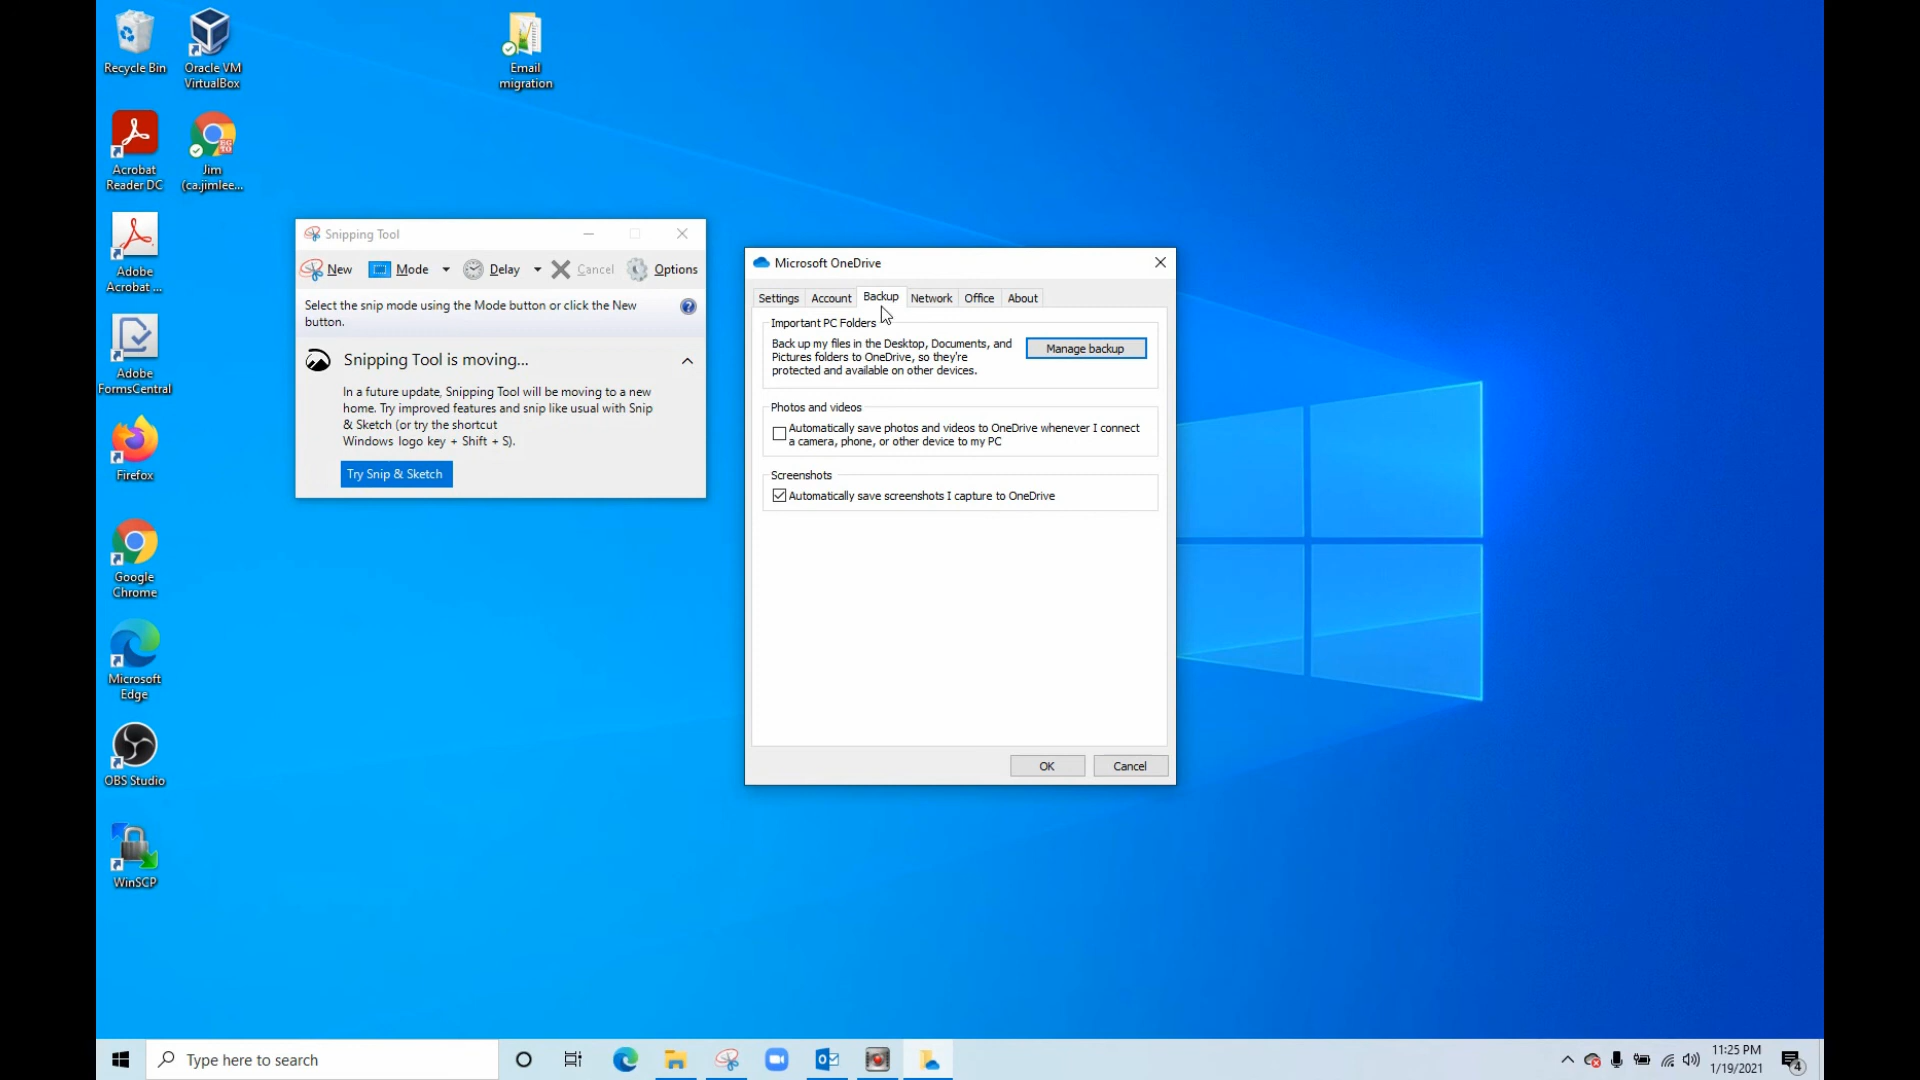 Recycle Bin
Oracle VM
VirtualBox
Email
migration
Acrobat
Reader DC
Jim
(ca.jimlee...
Adobe
Acrobat ...
Adobe
FormsCentral
Firefox
Google
Chrome
Microsoft
Edge
OBS Studio
WinSCP
Snipping Tool
New Mode Delay Cancel Options
Select the snip mode using the Mode button or click the New
button.
Snipping Tool is moving...
In a future update, Snipping Tool will be moving to a new
home. Try improved features and snip like usual with Snip
& Sketch (or try the shortcut
Windows logo key + Shift + S).
Try Snip & Sketch
Microsoft OneDrive
Settings Account Backup Network Office About
Important PC Folders
Back up my files in the Desktop, Documents, and
Pictures folders to OneDrive, so they're
protected and available on other devices.
Manage backup
Photos and videos
Automatically save photos and videos to OneDrive whenever I connect
a camera, phone, or other device to my PC
Screenshots
Automatically save screenshots I capture to OneDrive
OK Cancel
Type here to search
11:25 PM
1/19/2021
4